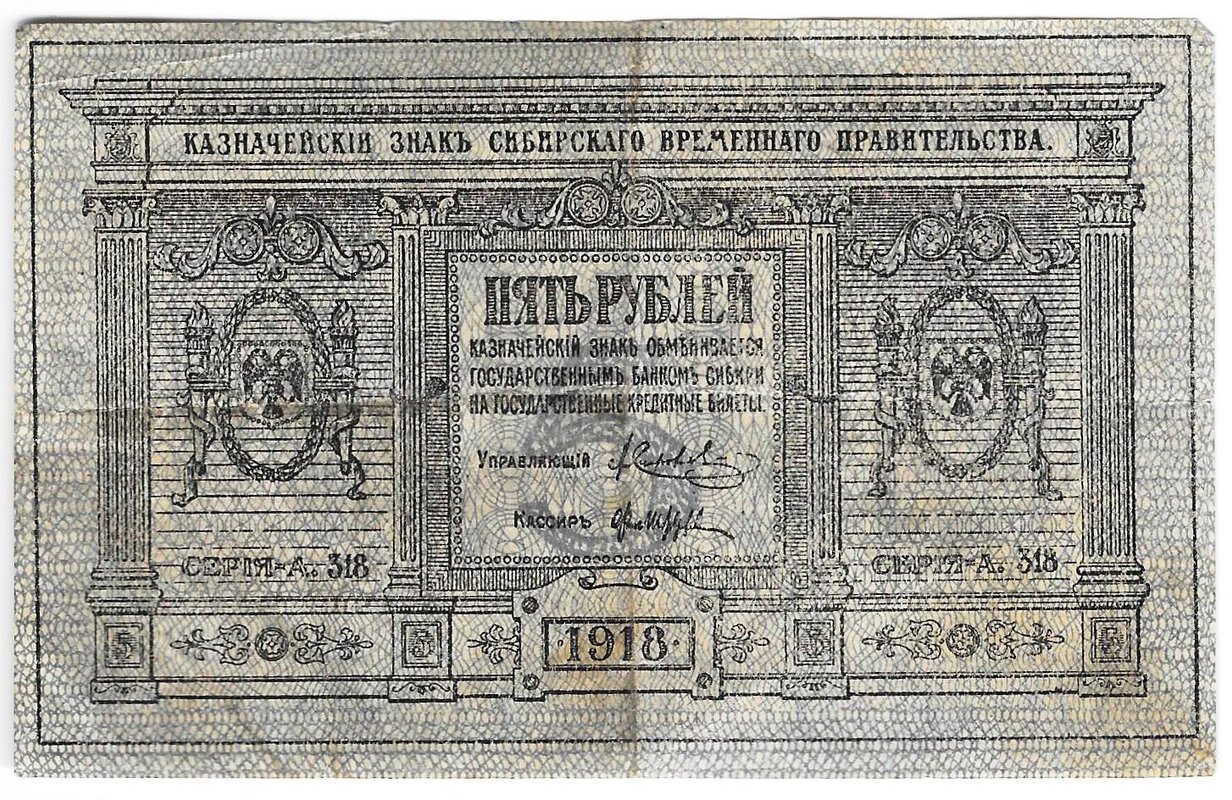 КАЗНАЧЕЙСКІЙ ЗНАКЪ СИБИРСКАГО ВРЕМЕННАГО ПРАВИТЕЛЬСТВА.
ПЯТЬ РУБЛЕЙ
КАЗНАЧЕЙСКІЙ ЗНАКЪ ОБМѢНИВАЕТСЯ
ГОСУДАРСТВЕННЫМЪ БАНКОМЪ СИБИРИ
НА ГОСУДАРСТВЕННЫЕ КРЕДИТНЫЕ БИЛЕТЫ.
УПРАВЛЯЮЩІЙ
КАССИРЪ
СЕРІЯ-А. 318 СЕРІЯ-А. 318
5 5 ·1918· 5 5